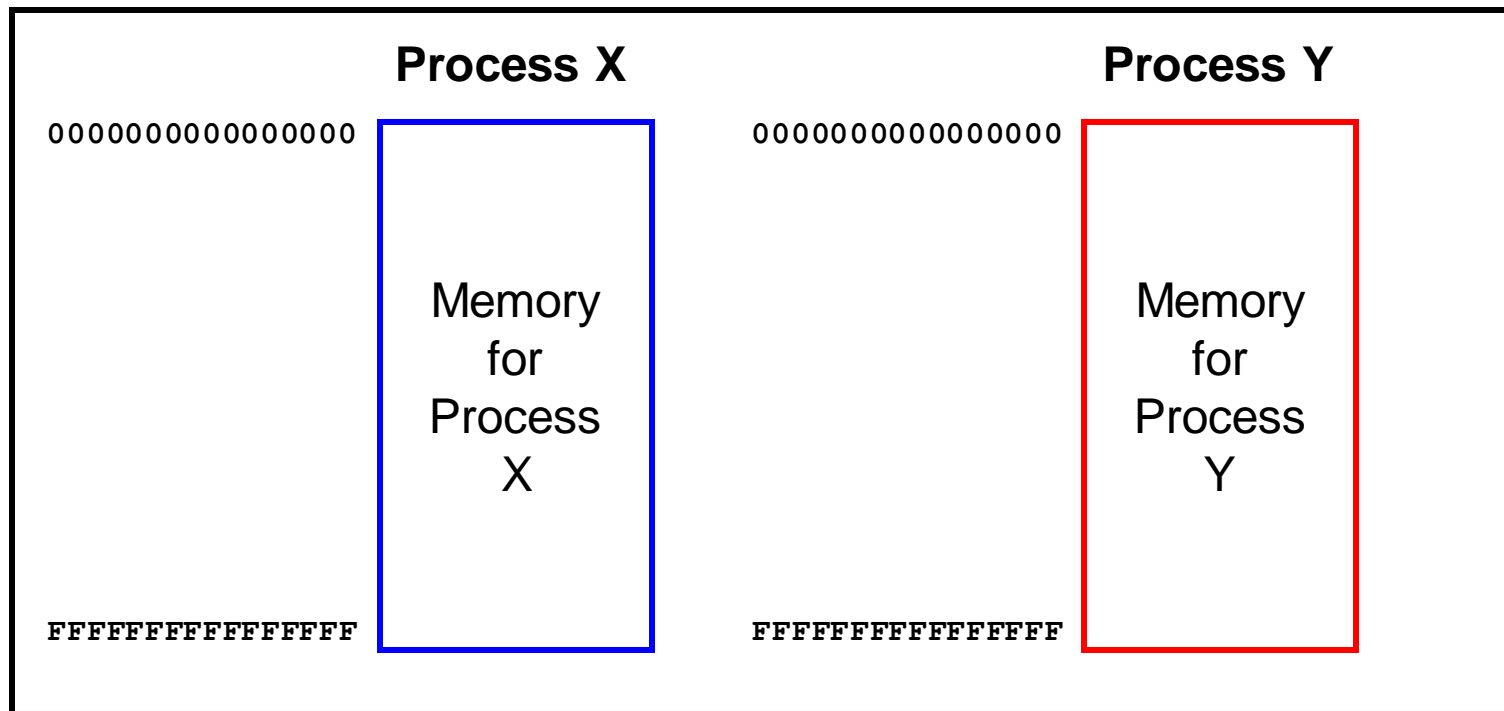 Process X
0000000000000000
Memory
for
Process
X
FFFFFFFFFFFFFFFF
Process Y
0000000000000000
Memory
for
Process
Y
FFFFFFFFFFFFFFFF